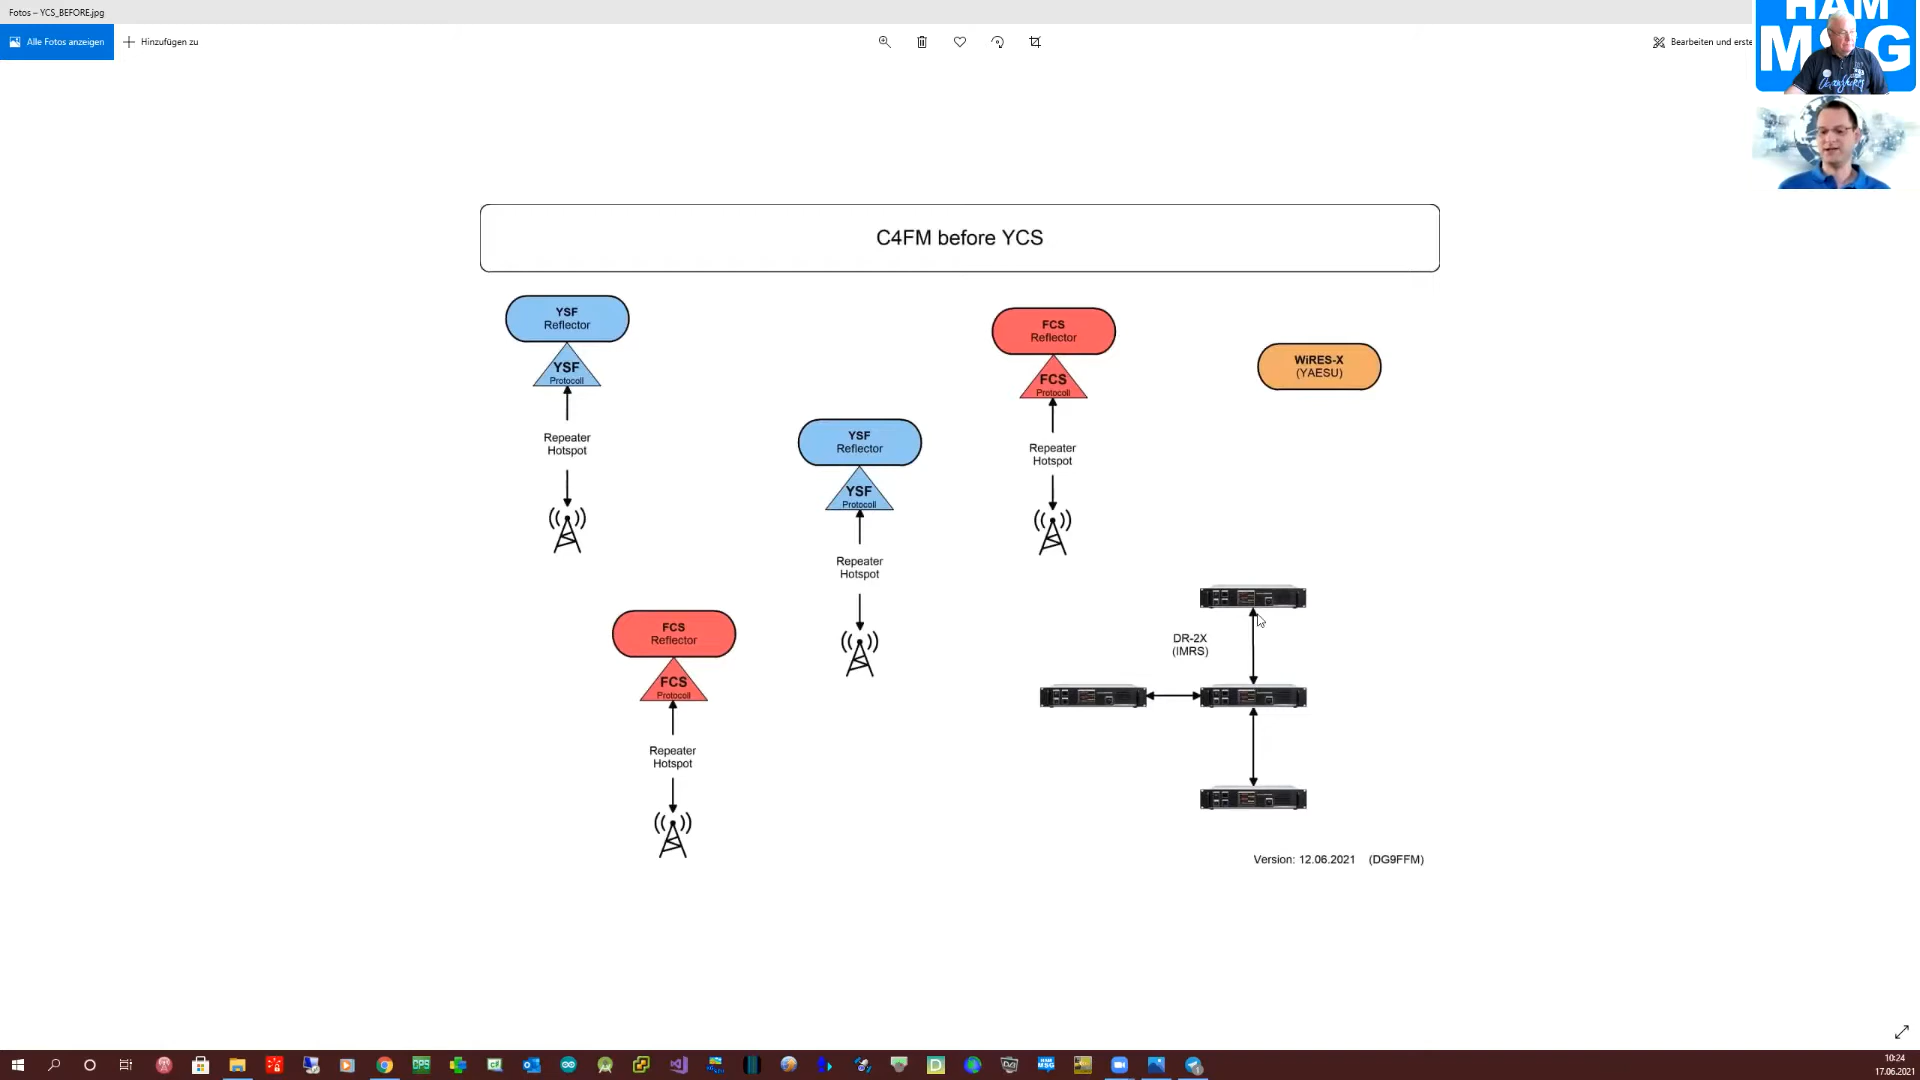 Fotos – YCS_BEFORE.jpg
Alle Fotos anzeigen
Hinzufügen zu
Bearbeiten und erste
HAM
MSG
C4FM before YCS
YSF
Reflector
YSF
Protocoll
Repeater
Hotspot
FCS
Reflector
FCS
Protocoll
Repeater
Hotspot
WiRES-X
(YAESU)
YSF
Reflector
YSF
Protocoll
Repeater
Hotspot
FCS
Reflector
FCS
Protocoll
Repeater
Hotspot
DR-2X
(IMRS)
Version: 12.06.2021 (DG9FFM)
10:24
17.06.2021